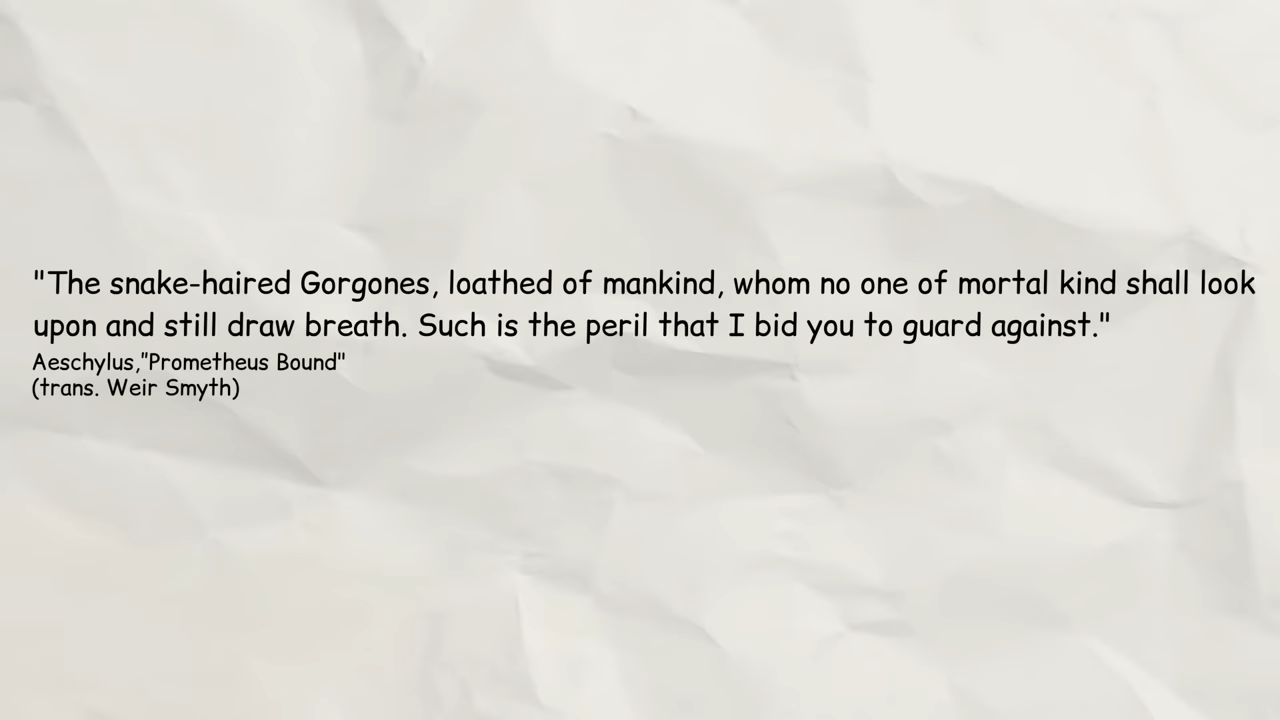 "The snake-haired Gorgones, loathed of mankind, whom no one of mortal kind shall look
upon and still draw breath. Such is the peril that I bid you to guard against."
Aeschylus,"Prometheus Bound"
(trans. Weir Smyth)